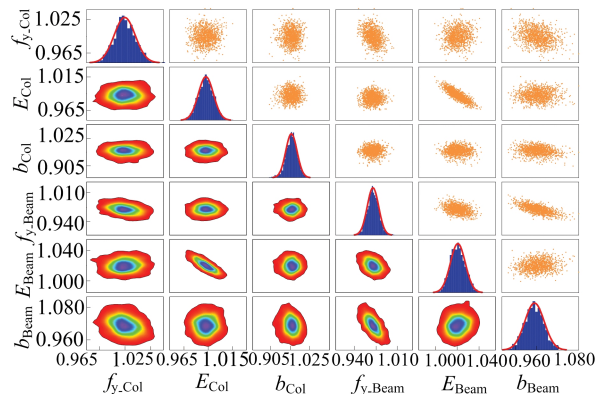 f_y_Col 1.025
0.965
E_Col 1.015
0.965
b_Col 1.025
0.905
f_y_Beam 1.010
0.940
E_Beam 1.040
1.000
b_Beam 1.080
0.960
0.965 1.025 0.965 1.015 0.905 1.025 0.940 1.010 1.000 1.040 0.960 1.080
f_y_Col E_Col b_Col f_y_Beam E_Beam b_Beam